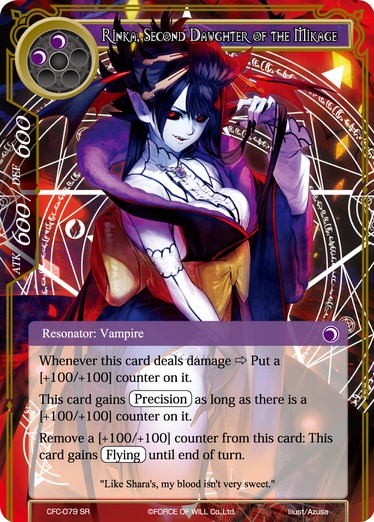 Rinka, Second Daughter of the Mikage
ATK 600 / DEF 600
Resonator: Vampire
Whenever this card deals damage ⇨ Put a
[+100/+100] counter on it.
This card gains Precision as long as there is a
[+100/+100] counter on it.
Remove a [+100/+100] counter from this card: This
card gains Flying until end of turn.
"Like Shara's, my blood isn't very sweet."
CFC-079 SR ©FORCE OF WILL Co.,Ltd. Illust/Azusa